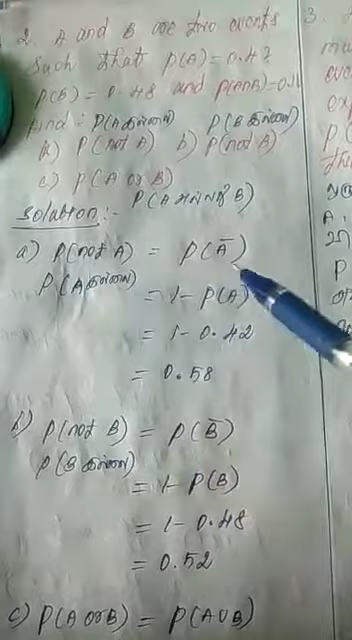 2. A and B are two events 3.
Such that P(A) = 0.42
P(B) = 0.48 and P(A∩B) = 0.16
find :- P(A இல்லை) P(B இல்லை)
a) P(not A) b) P(not B)
c) P(A or B)
Solution:- P(A அல்லது B)
a) P(not A) = P(A̅)
P(A இல்லை)
= 1 - P(A)
= 1 - 0.42
= 0.58
b) P(not B) = P(B̅)
P(B இல்லை)
= 1 - P(B)
= 1 - 0.48
= 0.52
c) P(A or B) = P(A∪B)